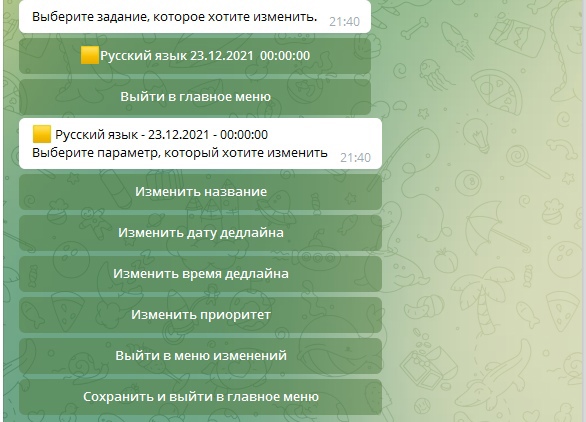 Выберите задание, которое хотите изменить. 21:40
Русский язык 23.12.2021 00:00:00
Выйти в главное меню
Русский язык - 23.12.2021 - 00:00:00
Выберите параметр, который хотите изменить 21:40
Изменить название
Изменить дату дедлайна
Изменить время дедлайна
Изменить приоритет
Выйти в меню изменений
Сохранить и выйти в главное меню